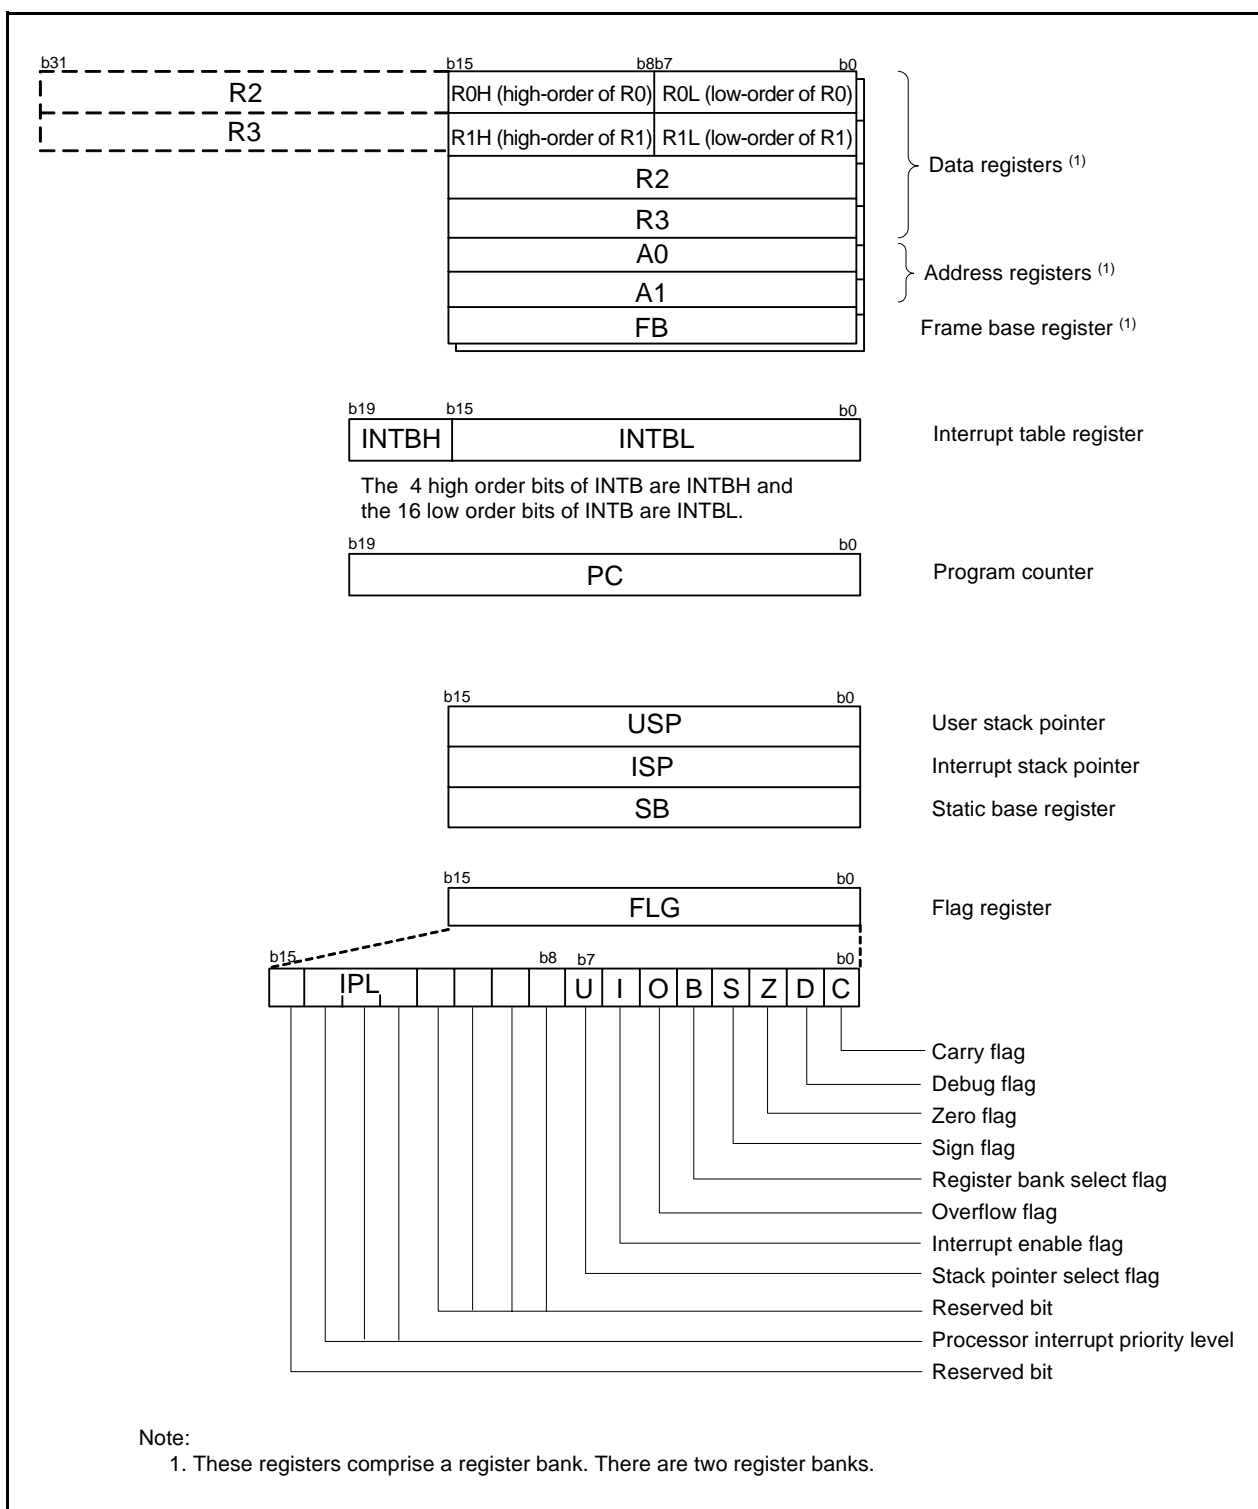 b31 b15 b8b7 b0
R2 R0H (high-order of R0) R0L (low-order of R0)
R3 R1H (high-order of R1) R1L (low-order of R1)
Data registers (1)
R2
R3
A0
Address registers (1)
A1
FB Frame base register (1)
b19 b15 b0
INTBH INTBL Interrupt table register
The 4 high order bits of INTB are INTBH and
the 16 low order bits of INTB are INTBL.
b19 b0
PC Program counter
b15 b0
USP User stack pointer
ISP Interrupt stack pointer
SB Static base register
b15 b0
FLG Flag register
b15 b8 b7 b0
IPL U I O B S Z D C
Carry flag
Debug flag
Zero flag
Sign flag
Register bank select flag
Overflow flag
Interrupt enable flag
Stack pointer select flag
Reserved bit
Processor interrupt priority level
Reserved bit
Note:
1. These registers comprise a register bank. There are two register banks.